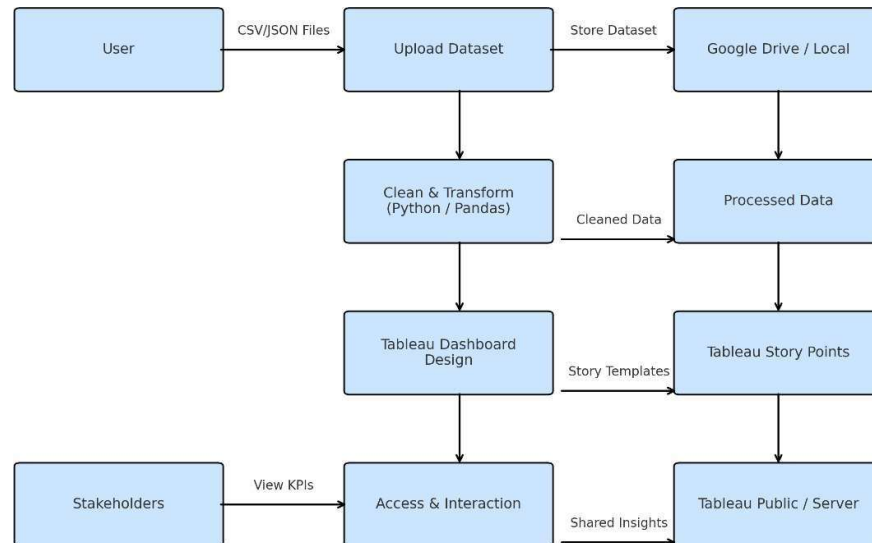 User
CSV/JSON Files
Upload Dataset
Store Dataset
Google Drive / Local
Clean & Transform
(Python / Pandas)
Cleaned Data
Processed Data
Tableau Dashboard
Design
Story Templates
Tableau Story Points
Stakeholders
View KPIs
Access & Interaction
Shared Insights
Tableau Public / Server